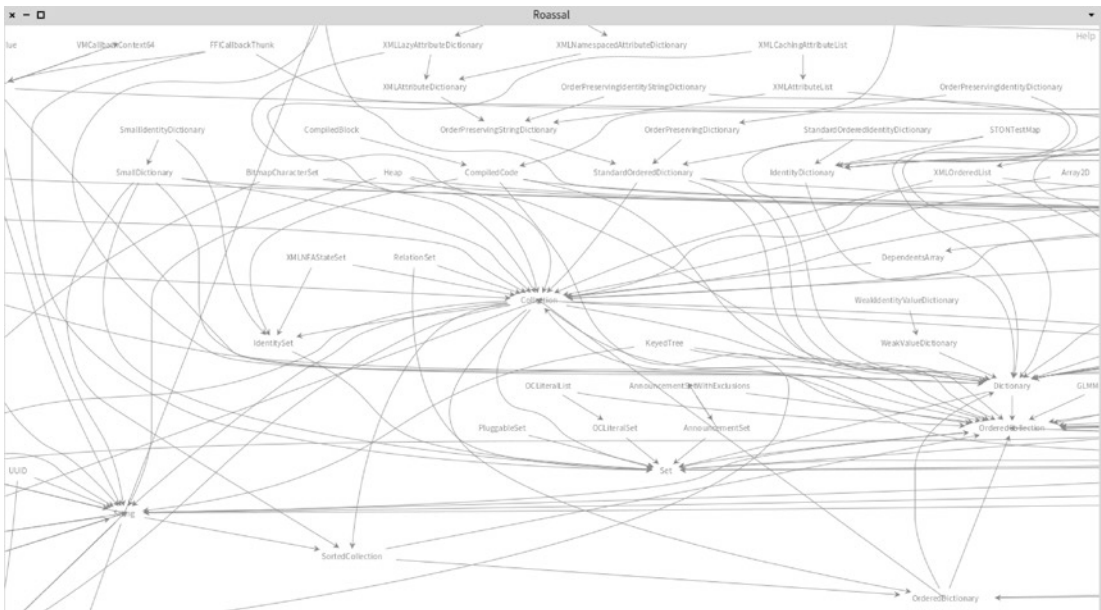 Roassal
Help
lue VMCallbackContext64 FFICallbackThunk XMLLazyAttributeDictionary XMLNamespacedAttributeDictionary XMLCachingAttributeList
XMLAttributeDictionary OrderPreservingIdentityStringDictionary XMLAttributeList OrderPreservingIdentityDictionary
SmallIdentityDictionary CompiledBlock OrderPreservingStringDictionary OrderPreservingDictionary StandardOrderedIdentityDictionary STONTestMap
SmallDictionary BitmapCharacterSet Heap CompiledCode StandardOrderedDictionary IdentityDictionary XMLOrderedList Array2D
XMLNFAStateSet RelationSet DependentsArray
Collection WeakIdentityValueDictionary
IdentitySet KeyedTree WeakValueDictionary
OCLiteralList AnnouncementSetWithExclusions Dictionary GLMM
PluggableSet OCLiteralSet AnnouncementSet OrderedCollection
UUID Set
SortedCollection
OrderedDictionary